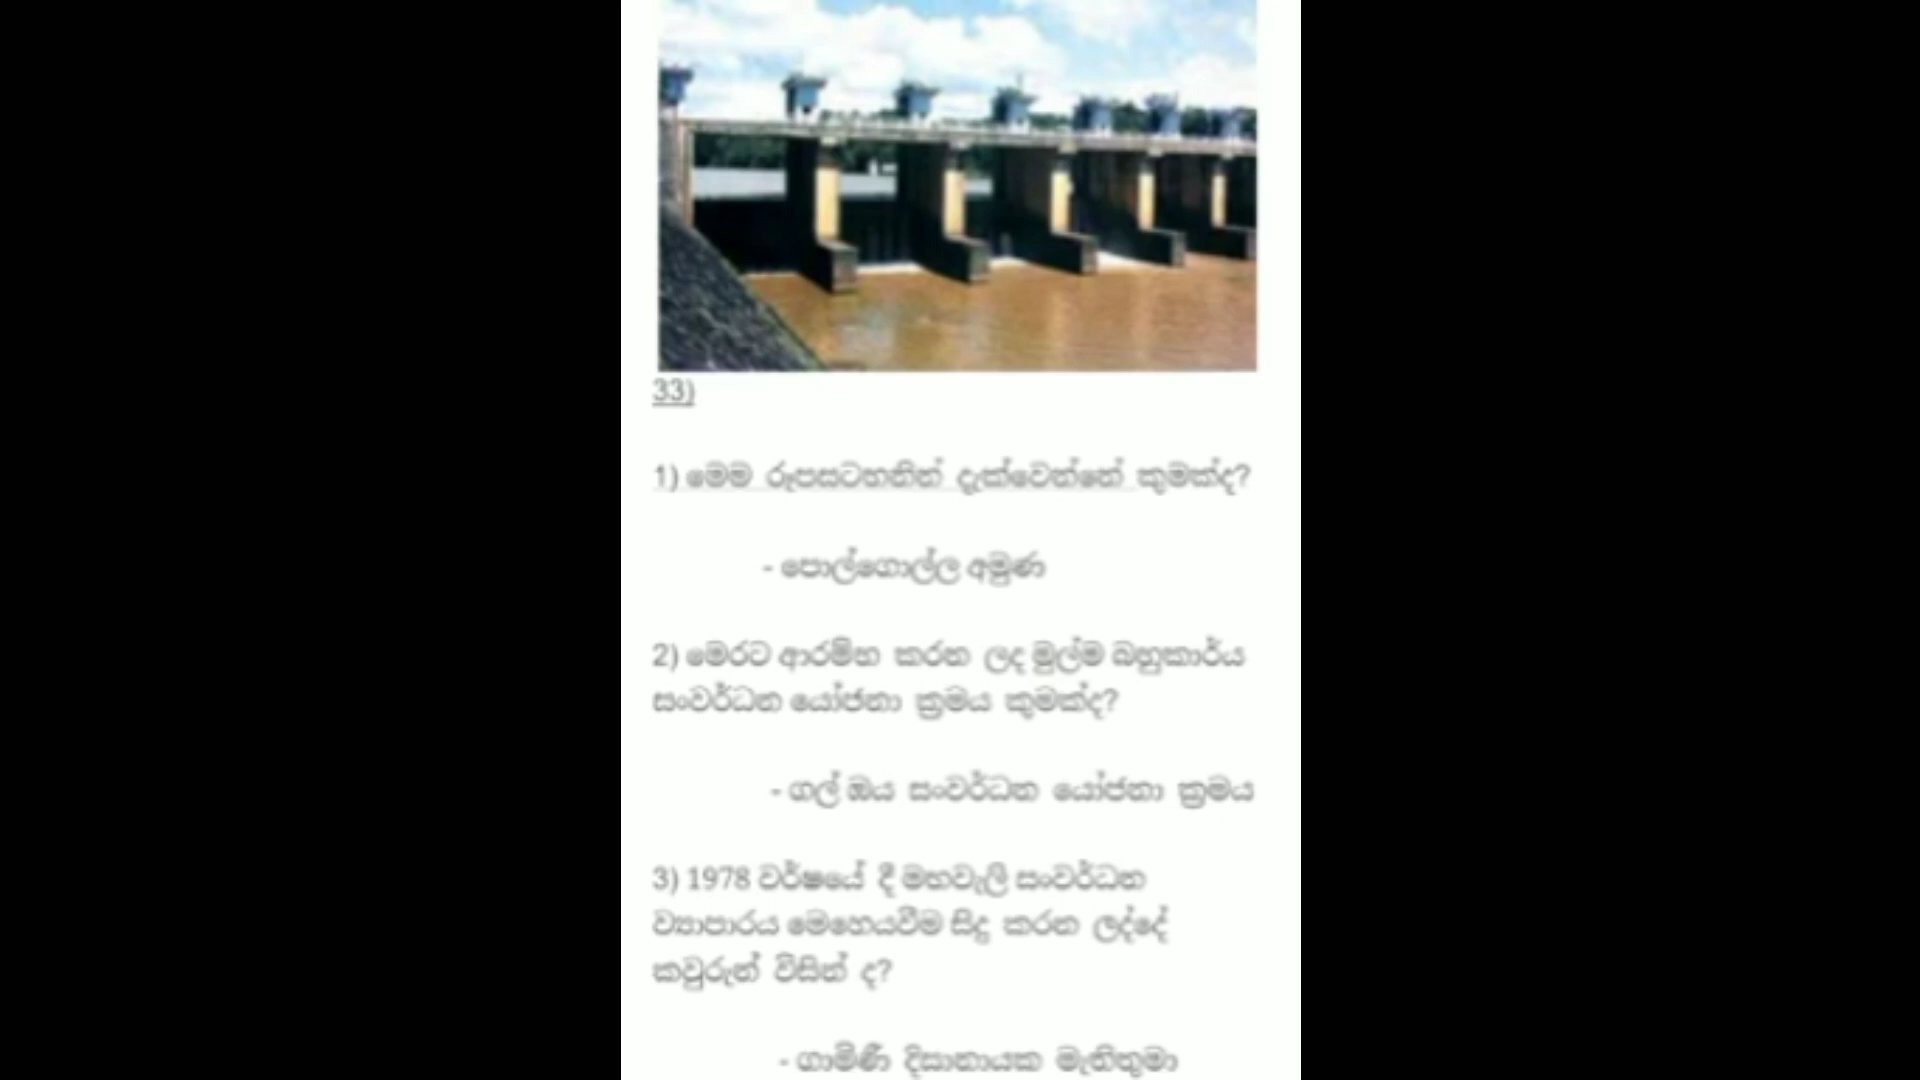 33)
1) මෙම රූපසටහනින් දැක්වෙන්නේ කුමක්ද?
- පොල්ගොල්ල අමුණ
2) මෙරට ආරම්භ කරන ලද මුල්ම බහුකාර්ය
සංවර්ධන යෝජනා ක්‍රමය කුමක්ද?
- ගල් ඔය සංවර්ධන යෝජනා ක්‍රමය
3) 1978 වර්ෂයේ දී මහවැලි සංවර්ධන
ව්‍යාපාරය මෙහෙයවීම සිදු කරන ලද්දේ
කවුරුන් විසින් ද?
- ගාමිණී දිසානායක මැතිතුමා